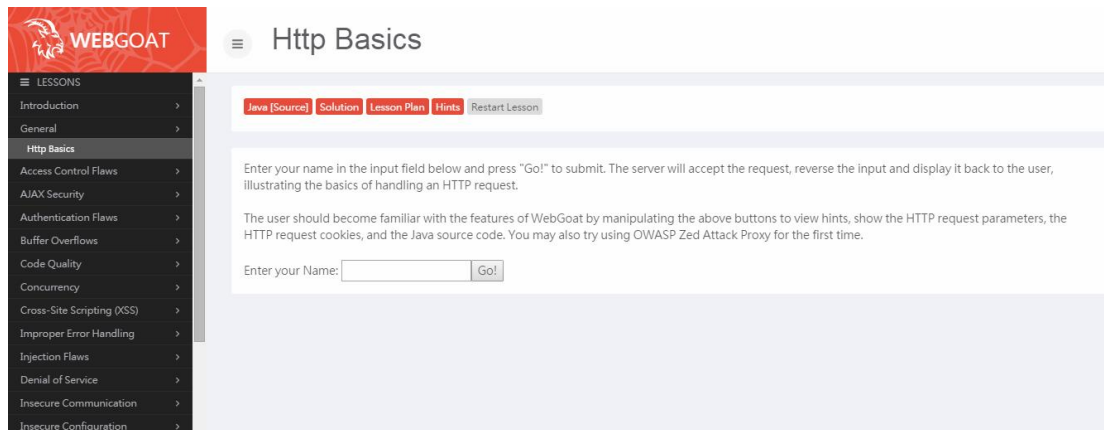 WEBGOAT
Http Basics
LESSONS
Introduction
General
Http Basics
Access Control Flaws
AJAX Security
Authentication Flaws
Buffer Overflows
Code Quality
Concurrency
Cross-Site Scripting (XSS)
Improper Error Handling
Injection Flaws
Denial of Service
Insecure Communication
Insecure Configuration
Java [Source] Solution Lesson Plan Hints Restart Lesson
Enter your name in the input field below and press "Go!" to submit. The server will accept the request, reverse the input and display it back to the user,
illustrating the basics of handling an HTTP request.
The user should become familiar with the features of WebGoat by manipulating the above buttons to view hints, show the HTTP request parameters, the
HTTP request cookies, and the Java source code. You may also try using OWASP Zed Attack Proxy for the first time.
Enter your Name: Go!